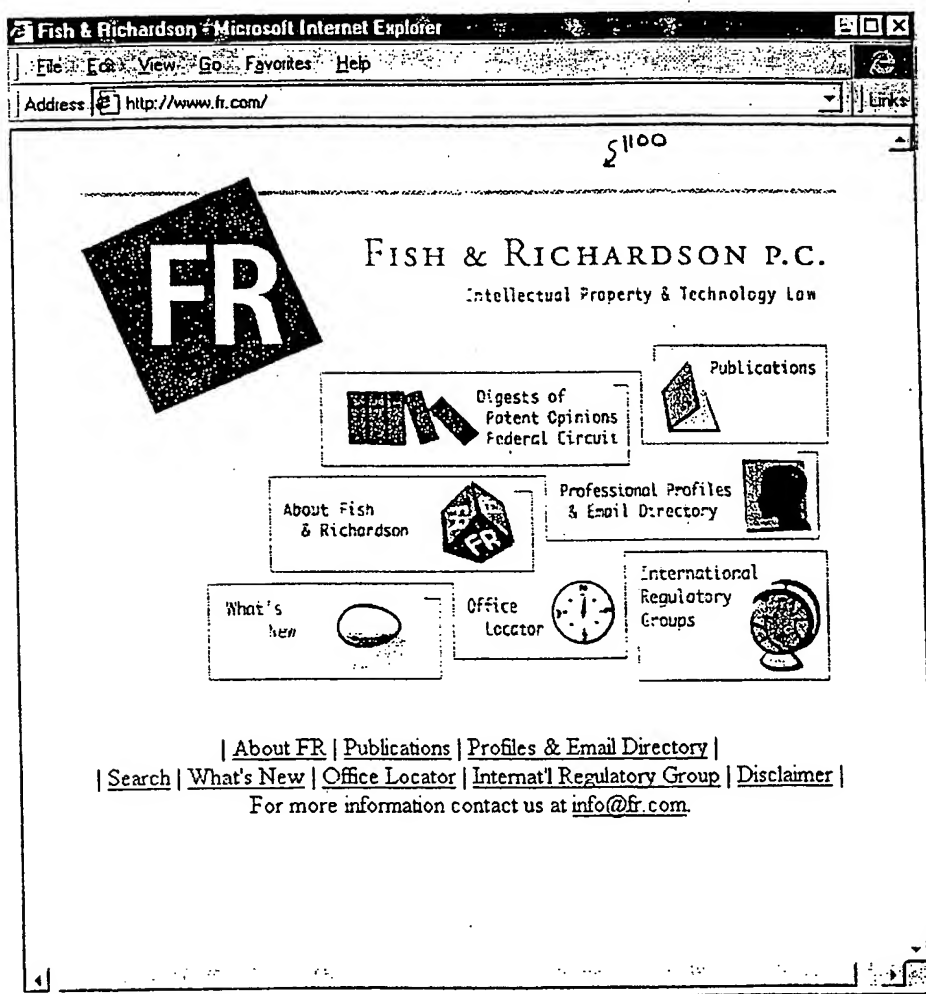 Fish & Richardson - Microsoft Internet Explorer
File Edit View Go Favorites Help
Address http://www.fr.com/ Links
1100
FR
FISH & RICHARDSON P.C.
Intellectual Property & Technology Law
Publications
Digests of
Patent Opinions
Federal Circuit
Professional Profiles
& Email Directory
About Fish
& Richardson
FR
International
Regulatory
Groups
What's
New
Office
Locator
N
| About FR | Publications | Profiles & Email Directory |
| Search | What's New | Office Locator | Internat'l Regulatory Group | Disclaimer |
For more information contact us at info@fr.com.